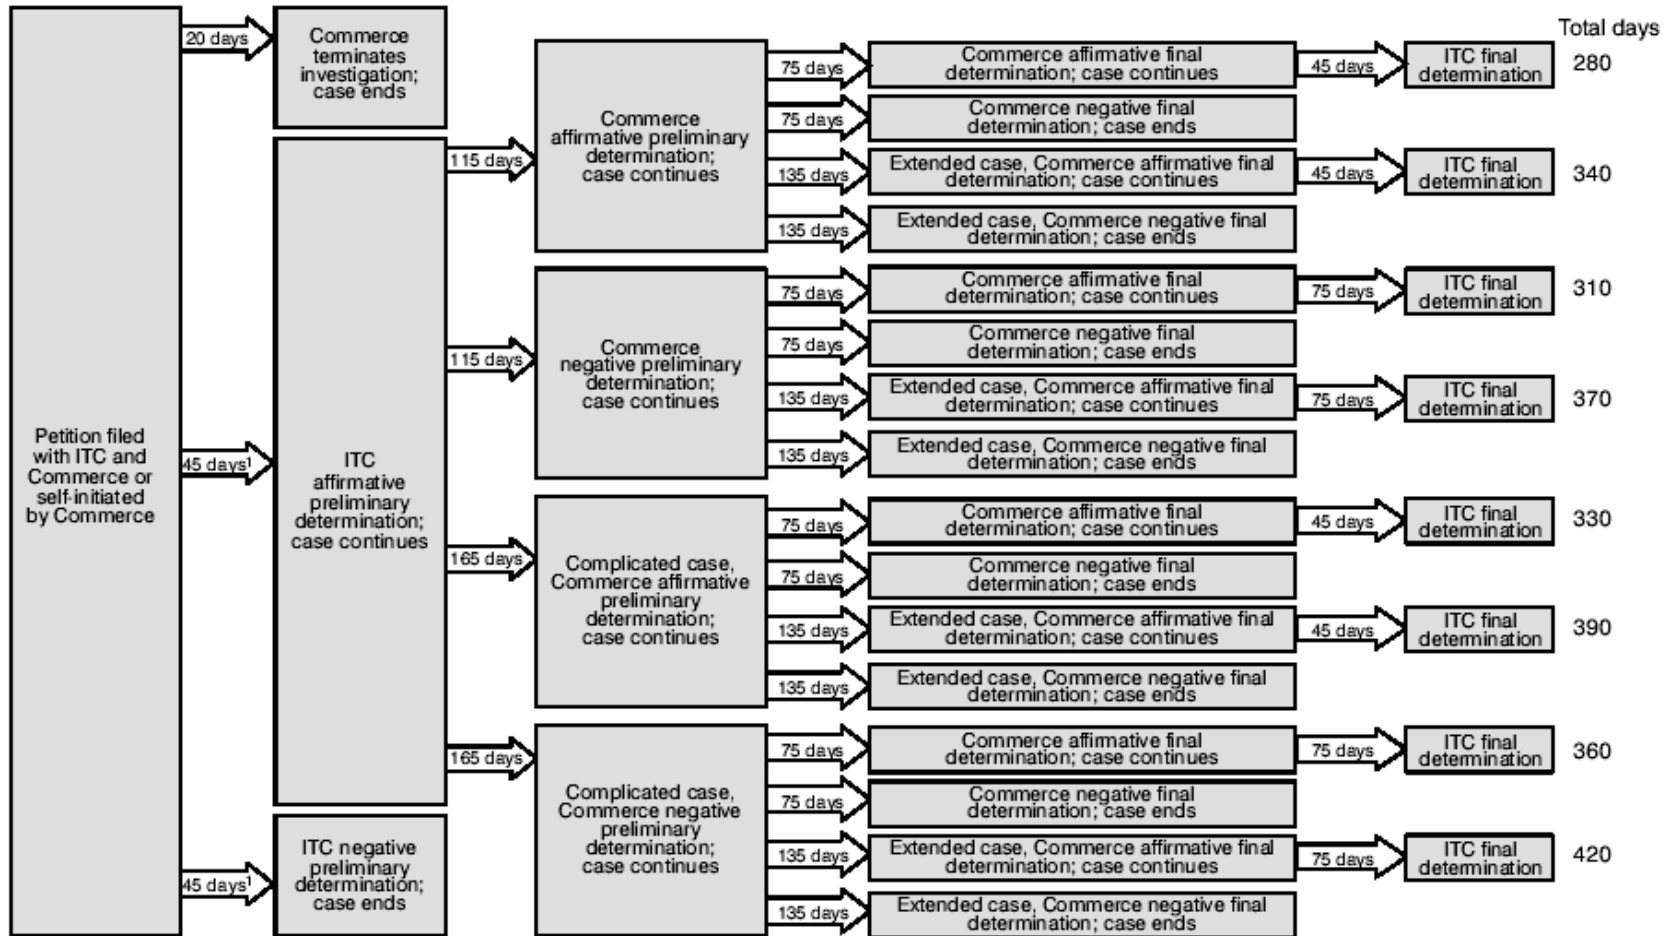 Total days
20 days
Commerce
terminates
investigation;
case ends
Petition filed
with ITC and
Commerce or
self-initiated
by Commerce
45 days¹
ITC
affirmative
preliminary
determination;
case continues
45 days¹
ITC negative
preliminary
determination;
case ends
115 days
Commerce
affirmative preliminary
determination;
case continues
75 days
Commerce affirmative final
determination; case continues
45 days
ITC final
determination
280
75 days
Commerce negative final
determination; case ends
135 days
Extended case, Commerce affirmative final
determination; case continues
45 days
ITC final
determination
340
135 days
Extended case, Commerce negative final
determination; case ends
115 days
Commerce
negative preliminary
determination;
case continues
75 days
Commerce affirmative final
determination; case continues
75 days
ITC final
determination
310
75 days
Commerce negative final
determination; case ends
135 days
Extended case, Commerce affirmative final
determination; case continues
75 days
ITC final
determination
370
135 days
Extended case, Commerce negative final
determination; case ends
165 days
Complicated case,
Commerce affirmative
preliminary
determination;
case continues
75 days
Commerce affirmative final
determination; case continues
45 days
ITC final
determination
330
75 days
Commerce negative final
determination; case ends
135 days
Extended case, Commerce affirmative final
determination; case continues
45 days
ITC final
determination
390
135 days
Extended case, Commerce negative final
determination; case ends
165 days
Complicated case,
Commerce negative
preliminary
determination;
case continues
75 days
Commerce affirmative final
determination; case continues
75 days
ITC final
determination
360
75 days
Commerce negative final
determination; case ends
135 days
Extended case, Commerce affirmative final
determination; case continues
75 days
ITC final
determination
420
135 days
Extended case, Commerce negative final
determination; case ends